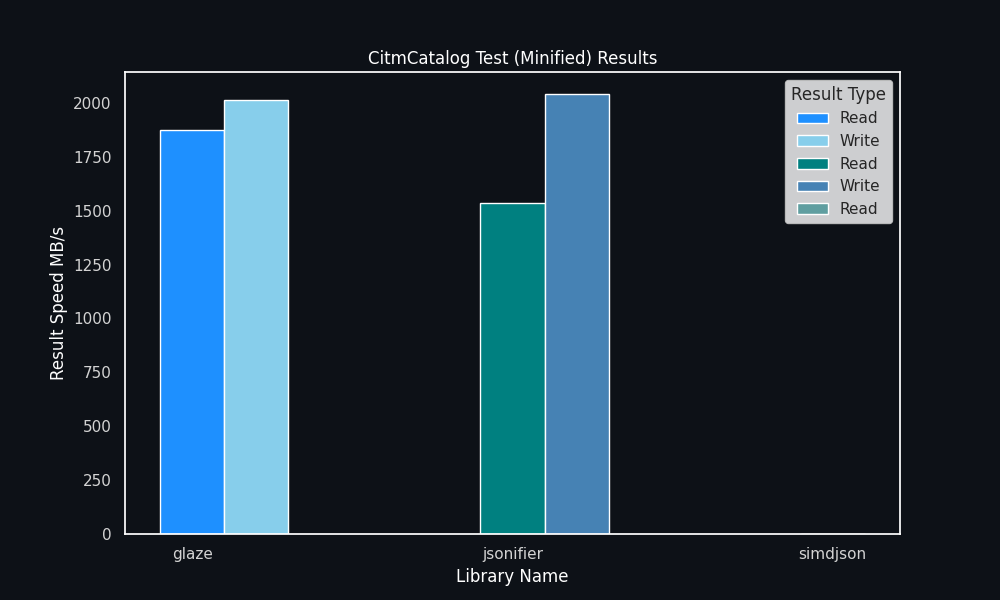 CitmCatalog Test (Minified) Results
Result Type
Read
Write
Read
Write
Read
2000
1750
1500
1250
1000
750
500
250
0
Result Speed MB/s
glaze
jsonifier
simdjson
Library Name